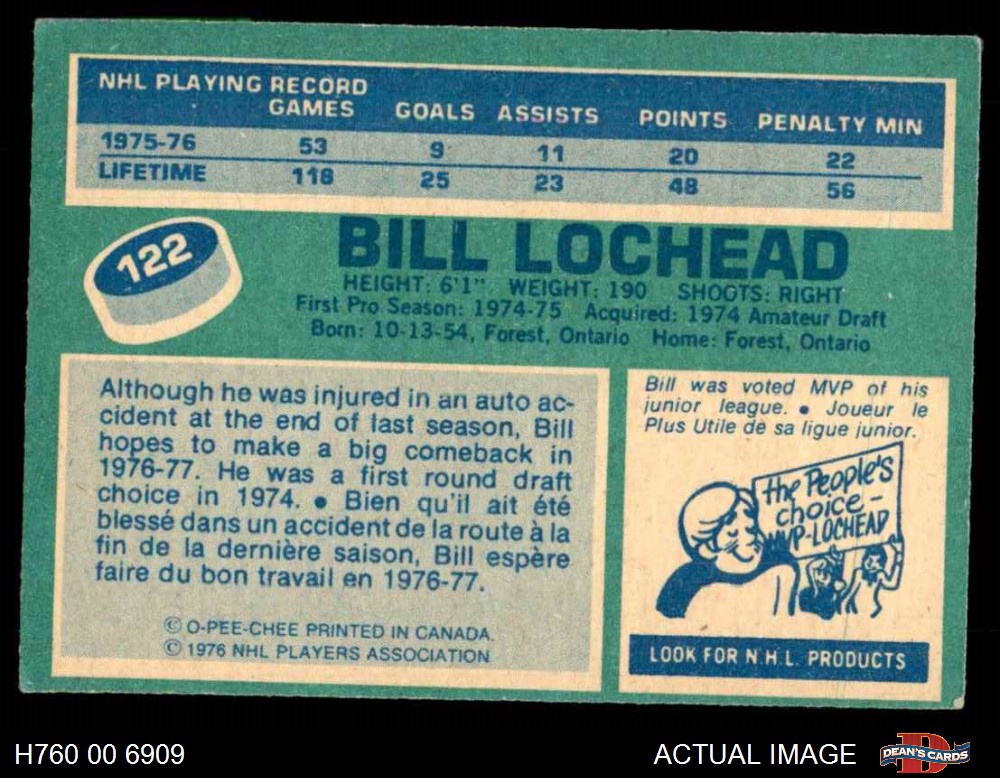 NHL PLAYING RECORD
GAMES GOALS ASSISTS POINTS PENALTY MIN
1975-76 53 9 11 20 22
LIFETIME 118 25 23 48 56
122
BILL LOCHEAD
HEIGHT: 6'1" WEIGHT: 190 SHOOTS: RIGHT
First Pro Season: 1974-75 Acquired: 1974 Amateur Draft
Born: 10-13-54, Forest, Ontario Home: Forest, Ontario
Although he was injured in an auto ac-
cident at the end of last season, Bill
hopes to make a big comeback in
1976-77. He was a first round draft
choice in 1974. • Bien qu'il ait été
blessé dans un accident de la route à la
fin de la dernière saison, Bill espère
faire du bon travail en 1976-77.
© O-PEE-CHEE PRINTED IN CANADA.
© 1976 NHL PLAYERS ASSOCIATION
Bill was voted MVP of his
junior league. • Joueur le
Plus Utile de sa ligue junior.
the People's
choice -
MVP-LOCHEAD
LOOK FOR N.H.L. PRODUCTS
H760 00 6909
ACTUAL IMAGE
DEAN'S CARDS